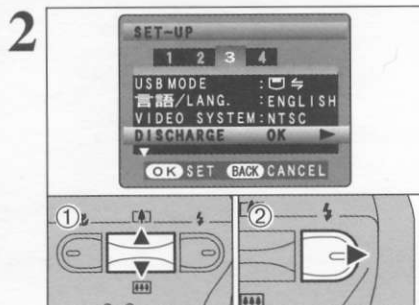 2
SET-UP
1 2 3 4
USB MODE :
言語/LANG. :ENGLISH
VIDEO SYSTEM:NTSC
DISCHARGE OK
OK SET BACK CANCEL
① ②